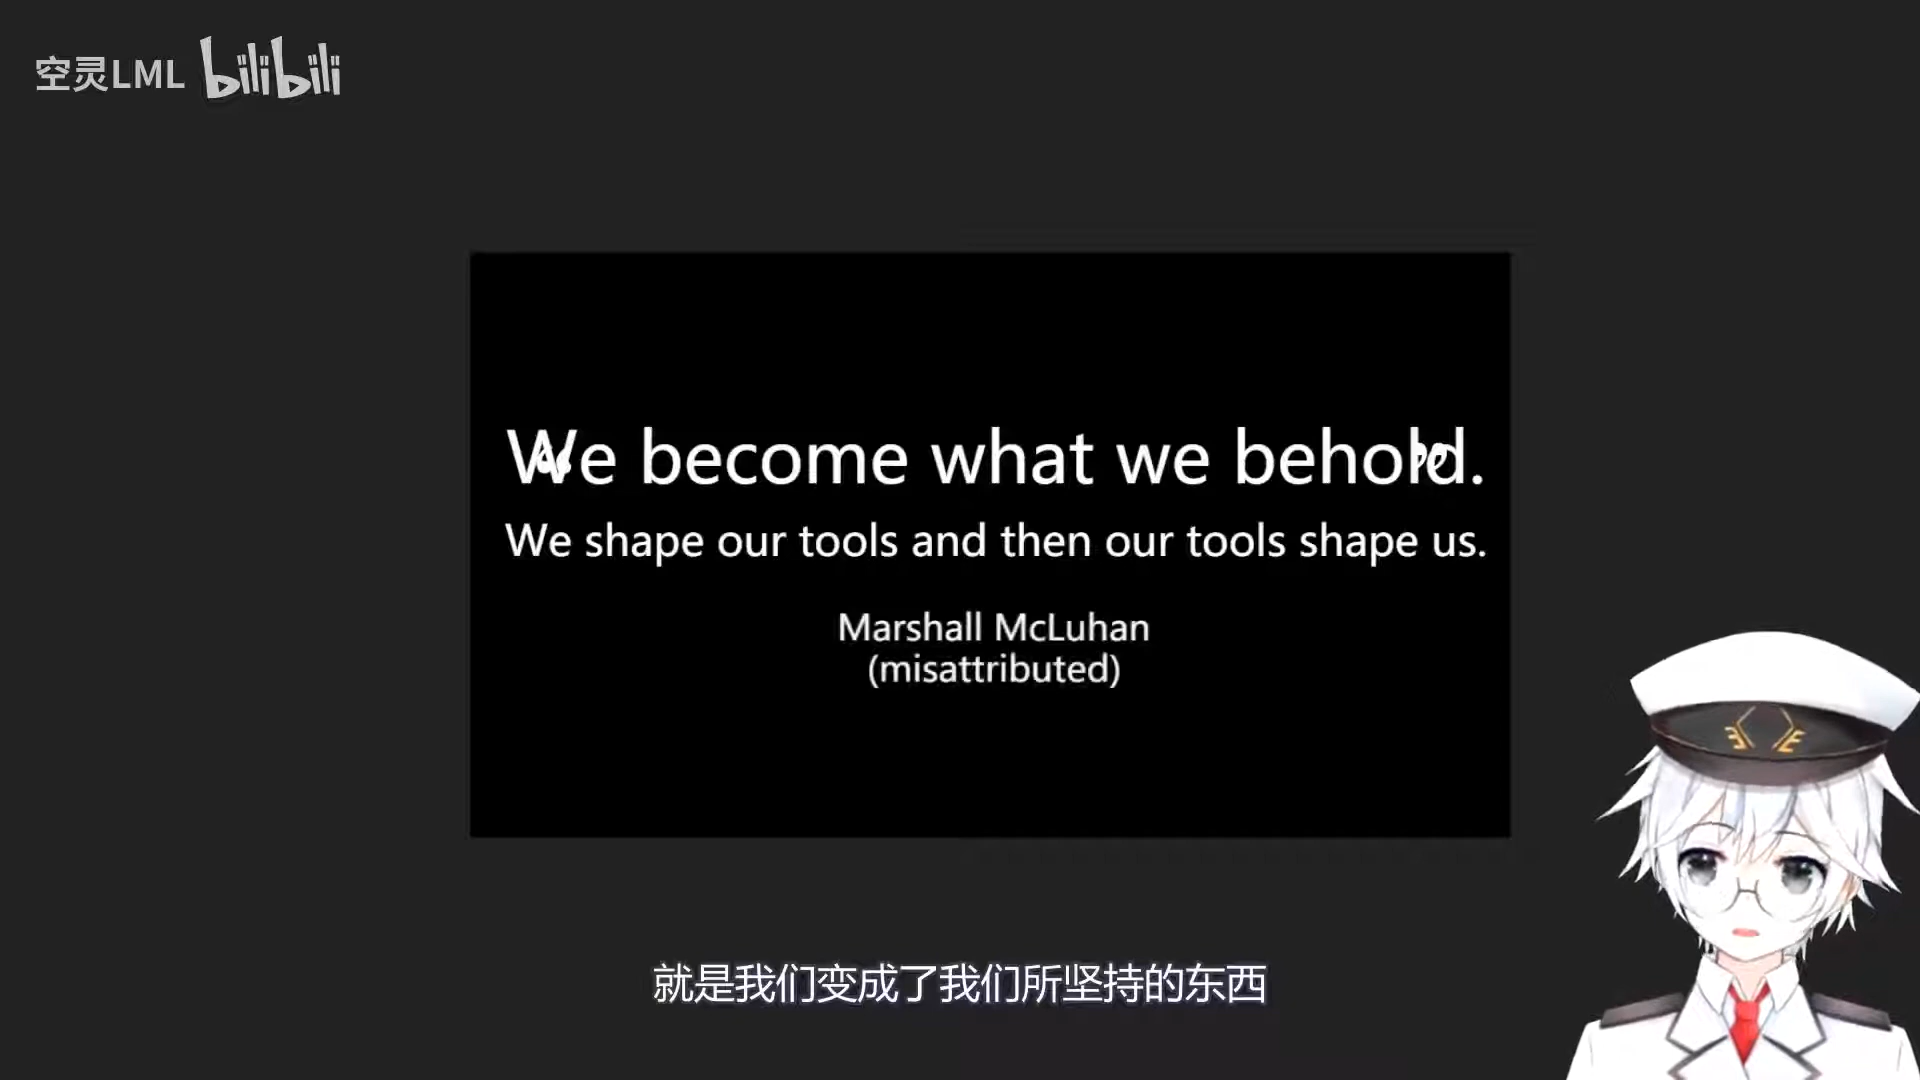 空灵LML bilibili
We become what we behold.
We shape our tools and then our tools shape us.
Marshall McLuhan
(misattributed)
就是我们变成了我们所坚持的东西